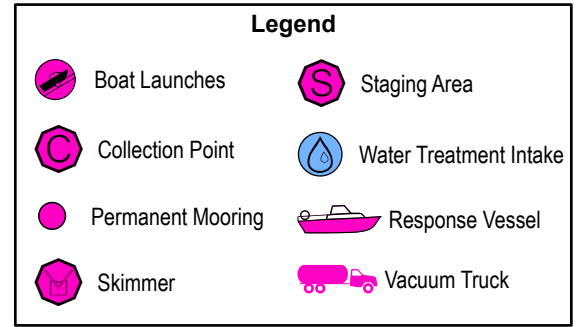 Legend
Boat Launches
S Staging Area
C Collection Point
Water Treatment Intake
Permanent Mooring
Response Vessel
Skimmer
Vacuum Truck